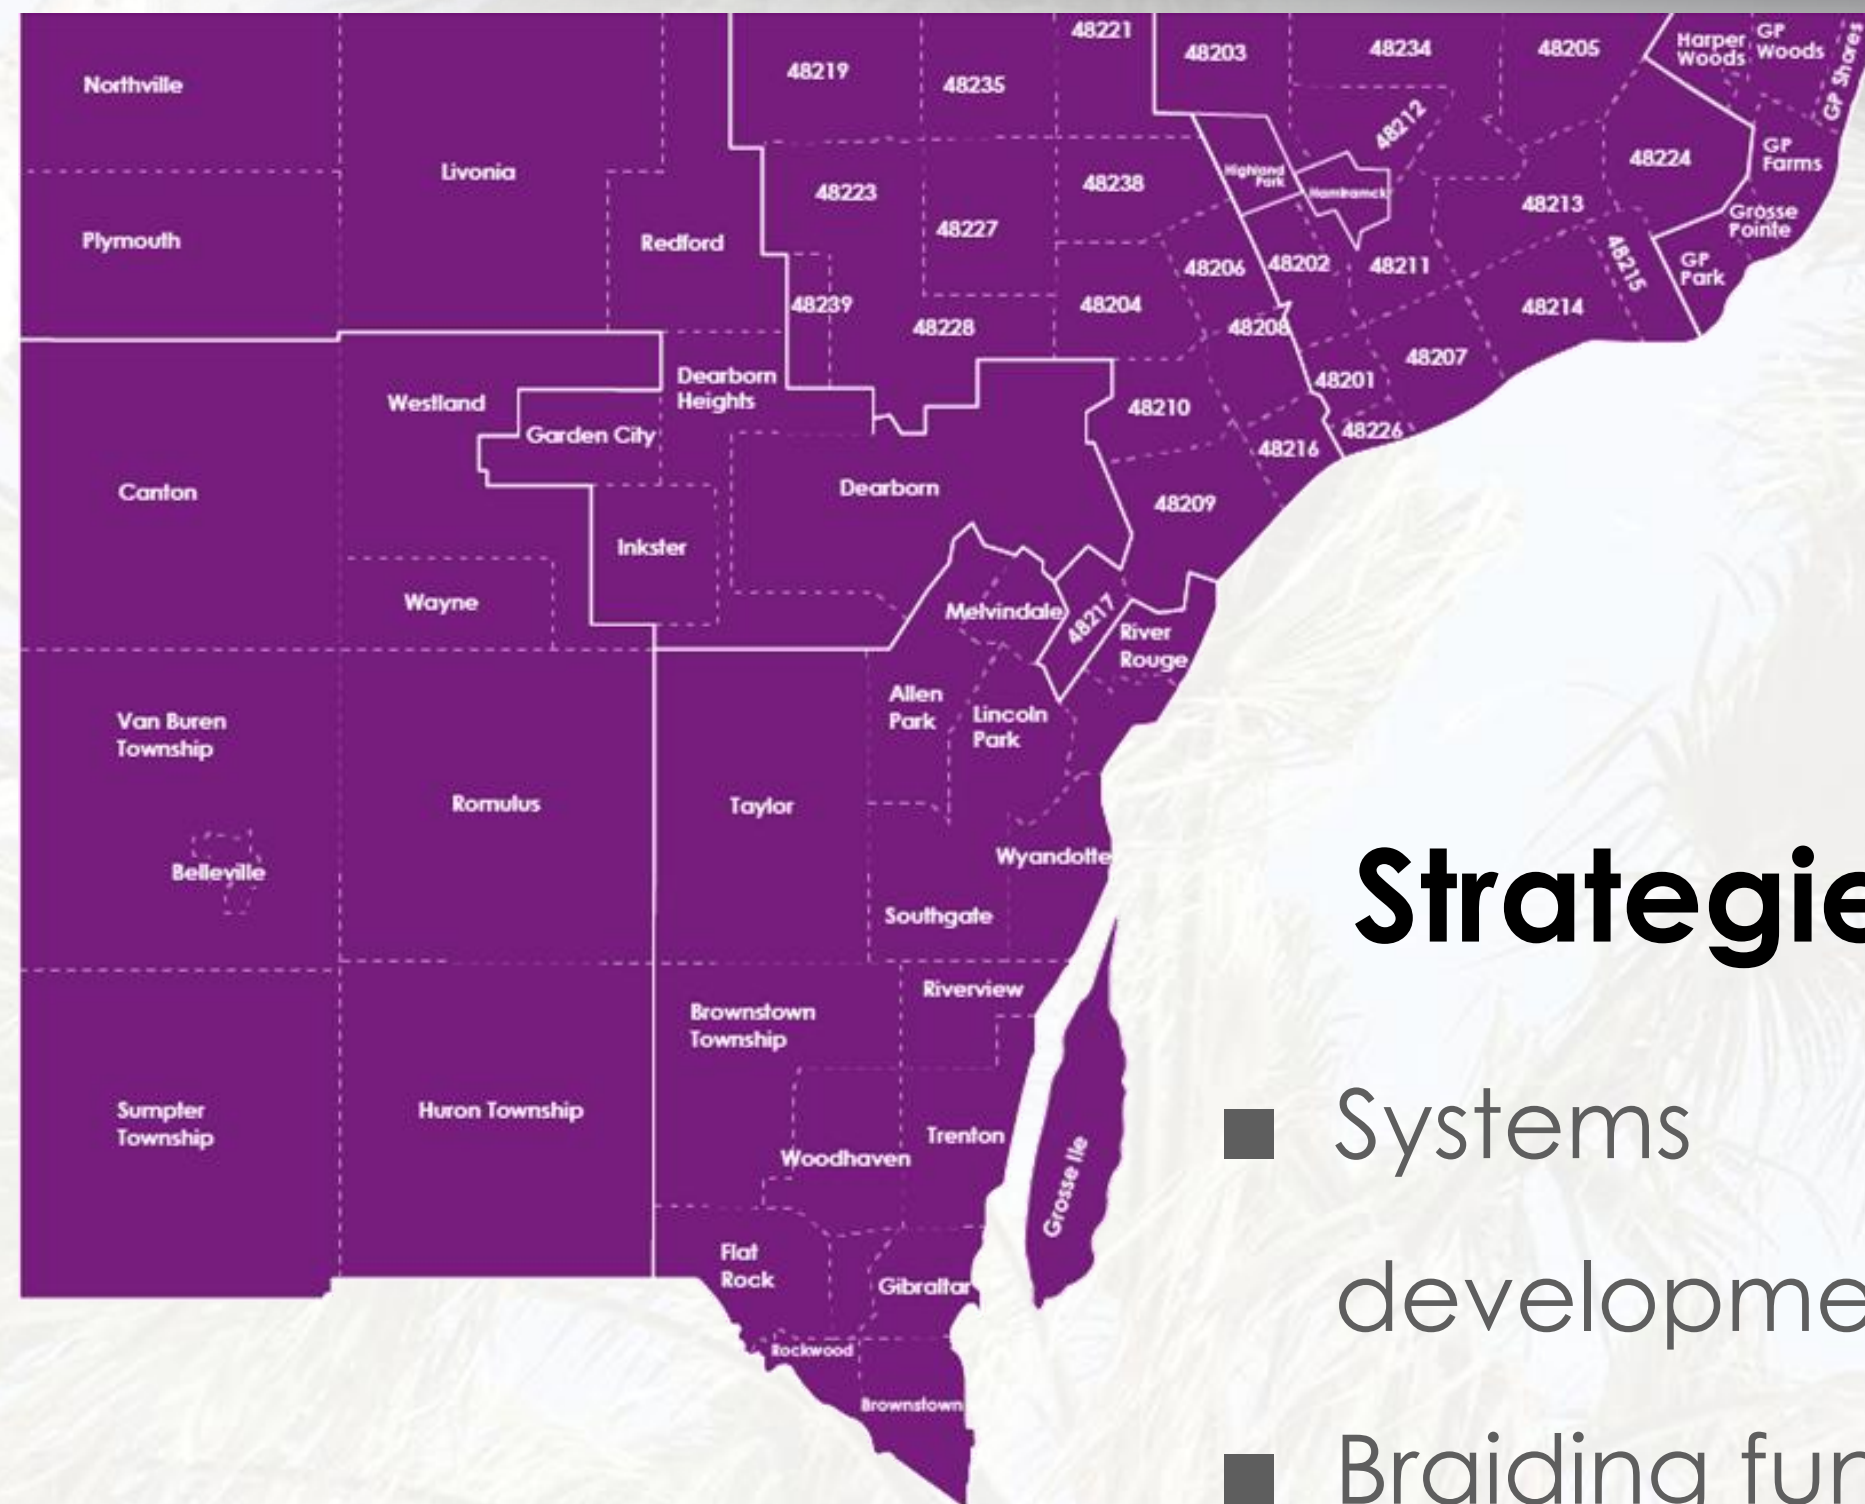 Northville
Livonia
Plymouth
Redford
48219
48235
48221
48203
48234
48205
Harper
Woods
GP
Woods
GP Shores
48212
48224
GP
Farms
48223
48238
Highland
Park
Hamtramck
48213
Grosse
Pointe
48227
48206
48202
48211
48215
GP
Park
48239
48228
48204
48208
48214
48207
48201
Dearborn
Heights
Westland
Garden City
48210
48226
48216
Canton
Dearborn
48209
Inkster
Wayne
Melvindale
48217
River
Rouge
Van Buren
Township
Allen
Park
Lincoln
Park
Romulus
Taylor
Belleville
Wyandotte
Southgate
Riverview
Brownstown
Township
Sumpter
Township
Huron Township
Trenton
Woodhaven
Grosse Ile
Flat
Rock
Gibraltar
Rockwood
Brownstown
Strategie
■ Systems
developme
■ Braiding fun